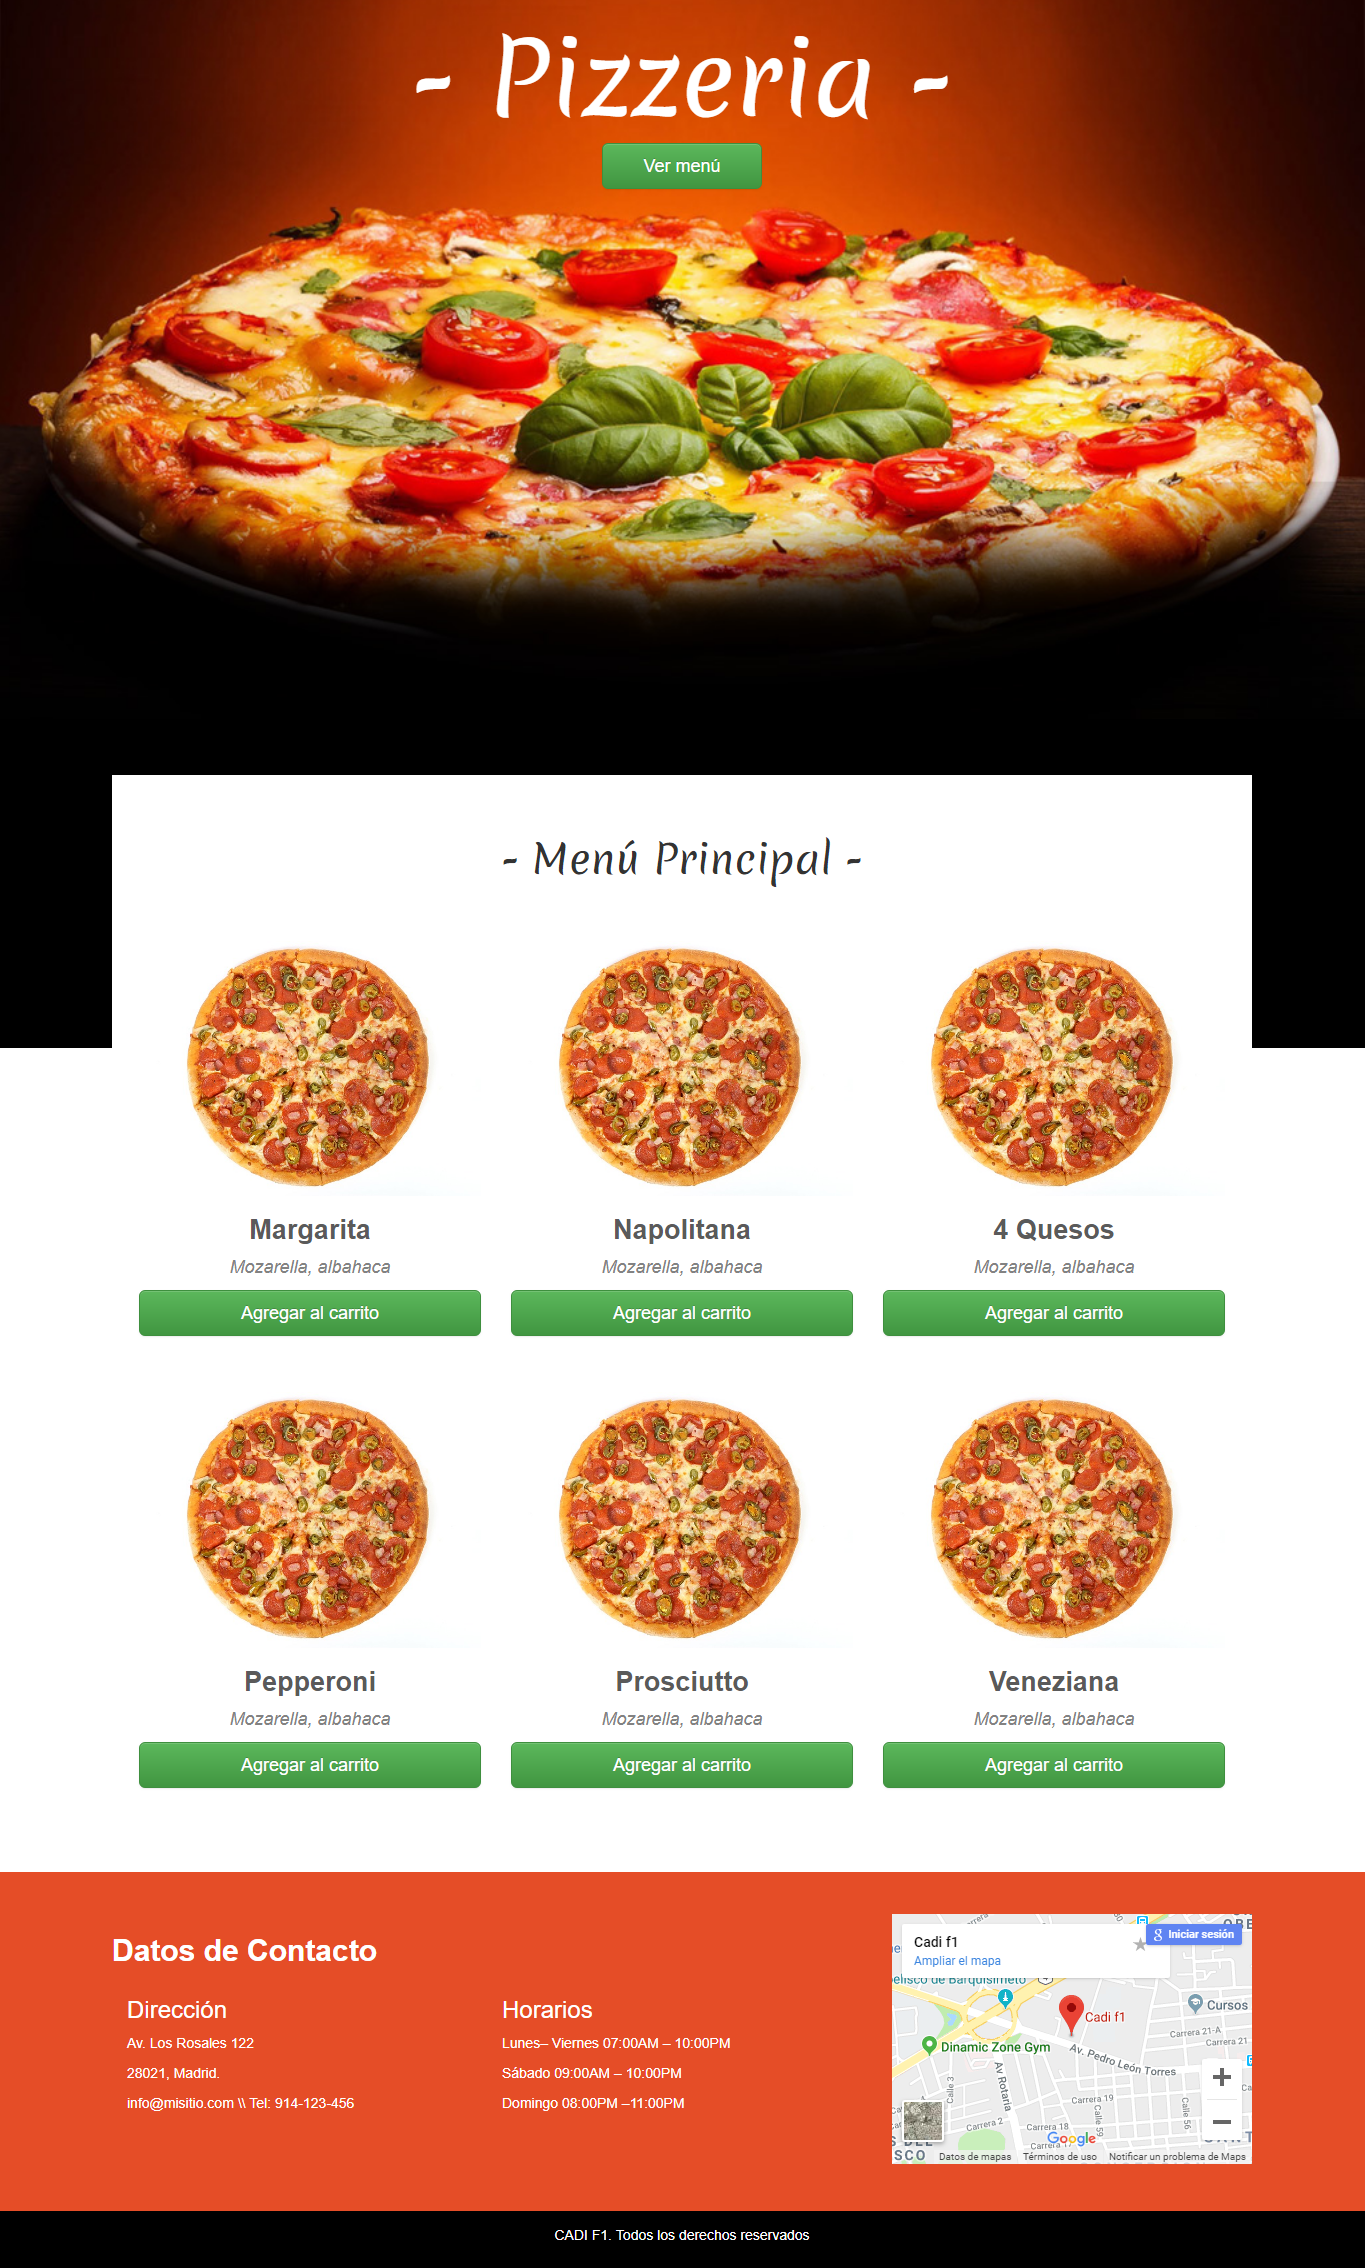 - Pizzeria -
Ver menú
- Menú Principal -
Margarita
Napolitana
4 Quesos
Mozarella, albahaca
Mozarella, albahaca
Mozarella, albahaca
Agregar al carrito
Agregar al carrito
Agregar al carrito
Pepperoni
Prosciutto
Veneziana
Mozarella, albahaca
Mozarella, albahaca
Mozarella, albahaca
Agregar al carrito
Agregar al carrito
Agregar al carrito
Datos de Contacto
Dirección
Av. Los Rosales 122
28021, Madrid.
info@misitio.com \\ Tel: 914-123-456
Horarios
Lunes– Viernes 07:00AM – 10:00PM
Sábado 09:00AM – 10:00PM
Domingo 08:00PM –11:00PM
Cadi f1
Ampliar el mapa
Iniciar sesión
elisco de Barquisimeto
Cursos
Cadi f1
Carrera 21-A
Carrera 21
Dinamic Zone Gym
Av. Pedro León Torres
Av Rotaria
Calle 3
Carrera 19
Calle 59
Calle 56
Carrera 2
Carrera 18
Google
Carrera 17
SCO
Datos de mapas
Términos de uso
Notificar un problema de Maps
CADI F1. Todos los derechos reservados